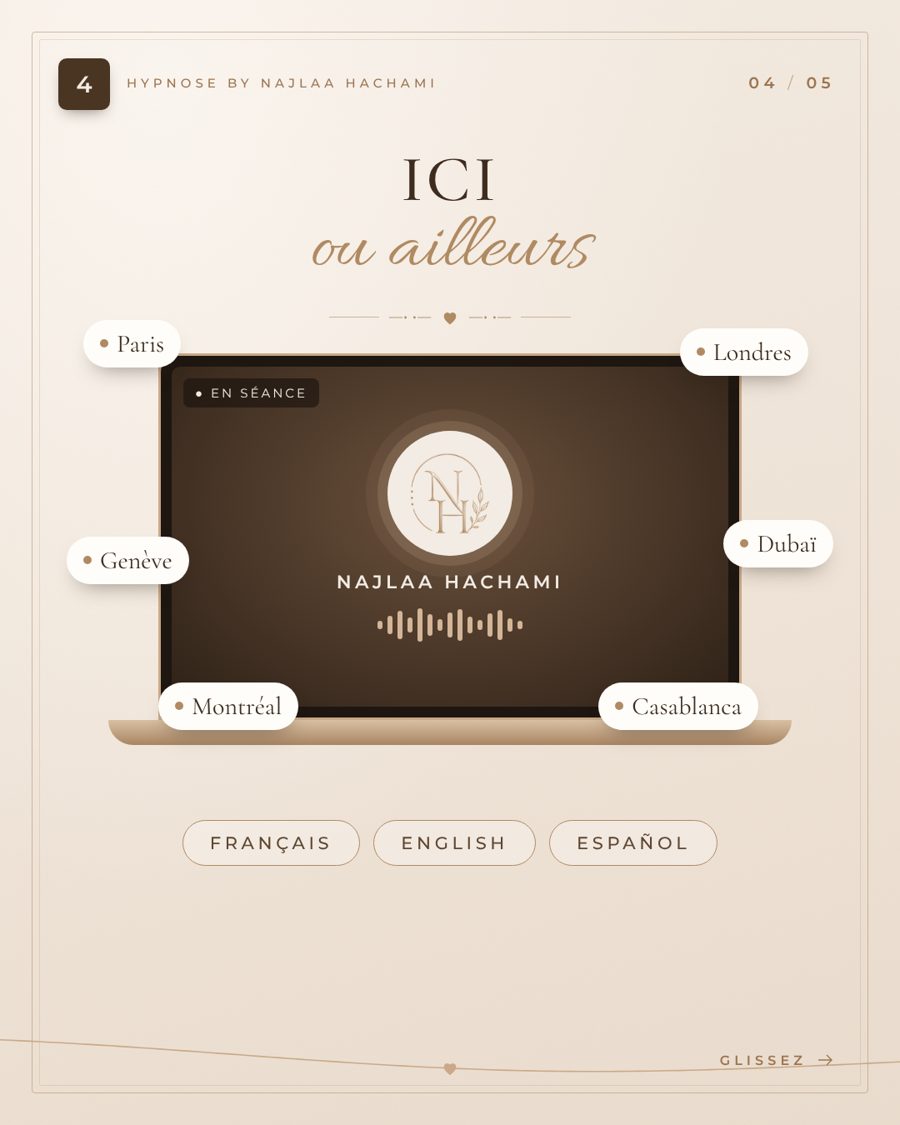 4
HYPNOSE BY NAJLAA HACHAMI
04 / 05
ICI
ou ailleurs
Paris
Londres
EN SÉANCE
NH
Genève
Dubaï
NAJLAA HACHAMI
Montréal
Casablanca
FRANÇAIS
ENGLISH
ESPAÑOL
GLISSEZ →